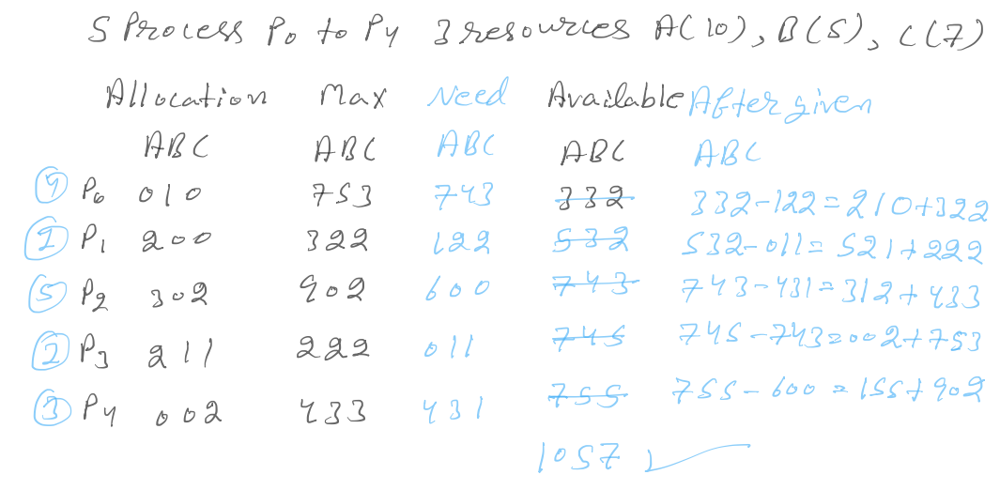 5 Process P0 to P4 3 resources A(10), B(5), C(7)
Allocation Max Need Available After given
ABC ABC ABC ABC ABC
4 P0 010 753 743 332 332-122=210+322
1 P1 200 322 122 532 532-011=521+222
5 P2 302 902 600 743 743-431=312+433
2 P3 211 222 011 745 745-743=002+753
3 P4 002 433 431 755 755-600=155+902
1057 ✓